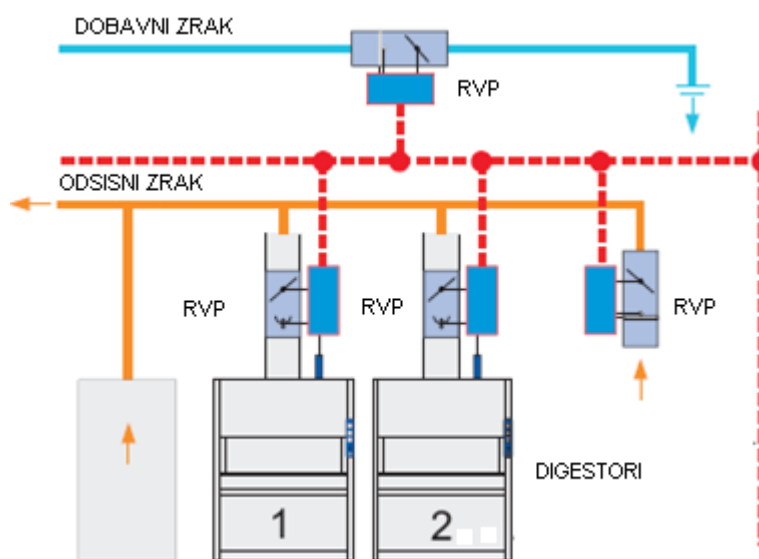 DOBAVNI ZRAK
RVP
ODSISNI ZRAK
RVP
RVP
RVP
DIGESTORI
1
2